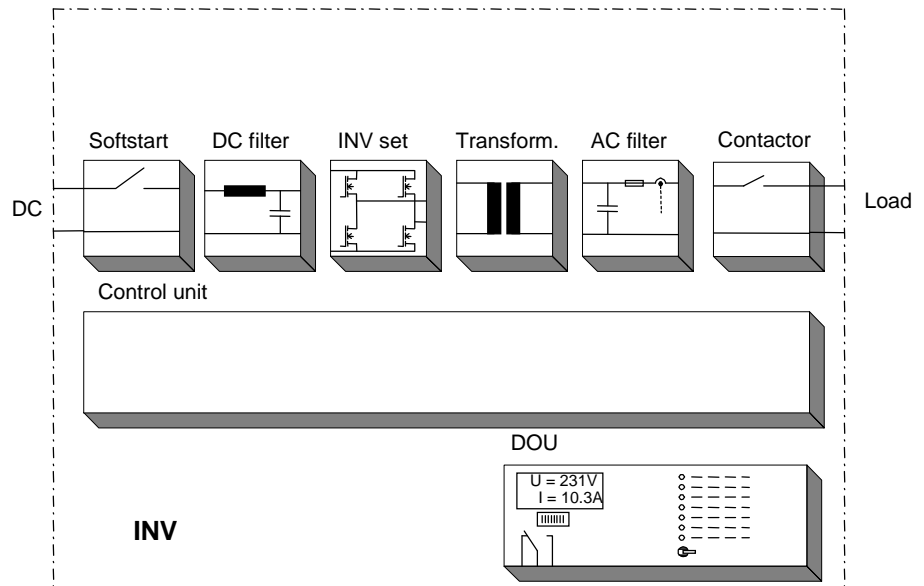 Softstart
DC filter
INV set
Transform.
AC filter
Contactor
DC
Load
Control unit
DOU
U = 231V
I = 10.3A
INV